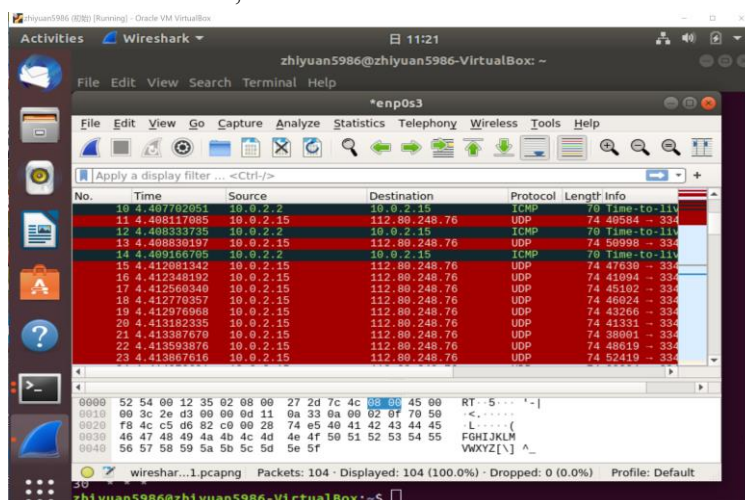 zhiyuan5986 (初始) [Running] - Oracle VM VirtualBox
Activities Wireshark 日 11:21
zhiyuan5986@zhiyuan5986-VirtualBox: ~
File Edit View Search Terminal Help
*enp0s3
File Edit View Go Capture Analyze Statistics Telephony Wireless Tools Help
Apply a display filter ... <Ctrl-/>
No. Time Source Destination Protocol Length Info
10 4.407702051 10.0.2.2 10.0.2.15 ICMP 70 Time-to-liv
11 4.408117085 10.0.2.15 112.80.248.76 UDP 74 40584 → 334
12 4.408333735 10.0.2.2 10.0.2.15 ICMP 70 Time-to-liv
13 4.408830197 10.0.2.15 112.80.248.76 UDP 74 50998 → 334
14 4.409166705 10.0.2.2 10.0.2.15 ICMP 70 Time-to-liv
15 4.412081342 10.0.2.15 112.80.248.76 UDP 74 47630 → 334
16 4.412348192 10.0.2.15 112.80.248.76 UDP 74 41094 → 334
17 4.412560340 10.0.2.15 112.80.248.76 UDP 74 45102 → 334
18 4.412770357 10.0.2.15 112.80.248.76 UDP 74 46024 → 334
19 4.412976968 10.0.2.15 112.80.248.76 UDP 74 43266 → 334
20 4.413182335 10.0.2.15 112.80.248.76 UDP 74 41331 → 334
21 4.413387670 10.0.2.15 112.80.248.76 UDP 74 38001 → 334
22 4.413593876 10.0.2.15 112.80.248.76 UDP 74 48619 → 334
23 4.413867616 10.0.2.15 112.80.248.76 UDP 74 52419 → 334
0000 52 54 00 12 35 02 08 00 27 2d 7c 4c 08 00 45 00 RT··5··· '-|
0010 00 3c 2e d3 00 00 0d 11 0a 33 0a 00 02 0f 70 50 ·<.·····
0020 f8 4c c5 d6 82 c0 00 28 74 e5 40 41 42 43 44 45 ·L·····(
0030 46 47 48 49 4a 4b 4c 4d 4e 4f 50 51 52 53 54 55 FGHIJKLM
0040 56 57 58 59 5a 5b 5c 5d 5e 5f VWXYZ[\] ^_
wireshar...1.pcapng Packets: 104 · Displayed: 104 (100.0%) · Dropped: 0 (0.0%) Profile: Default
30 * * *
zhiyuan5986@zhiyuan5986-VirtualBox:~$